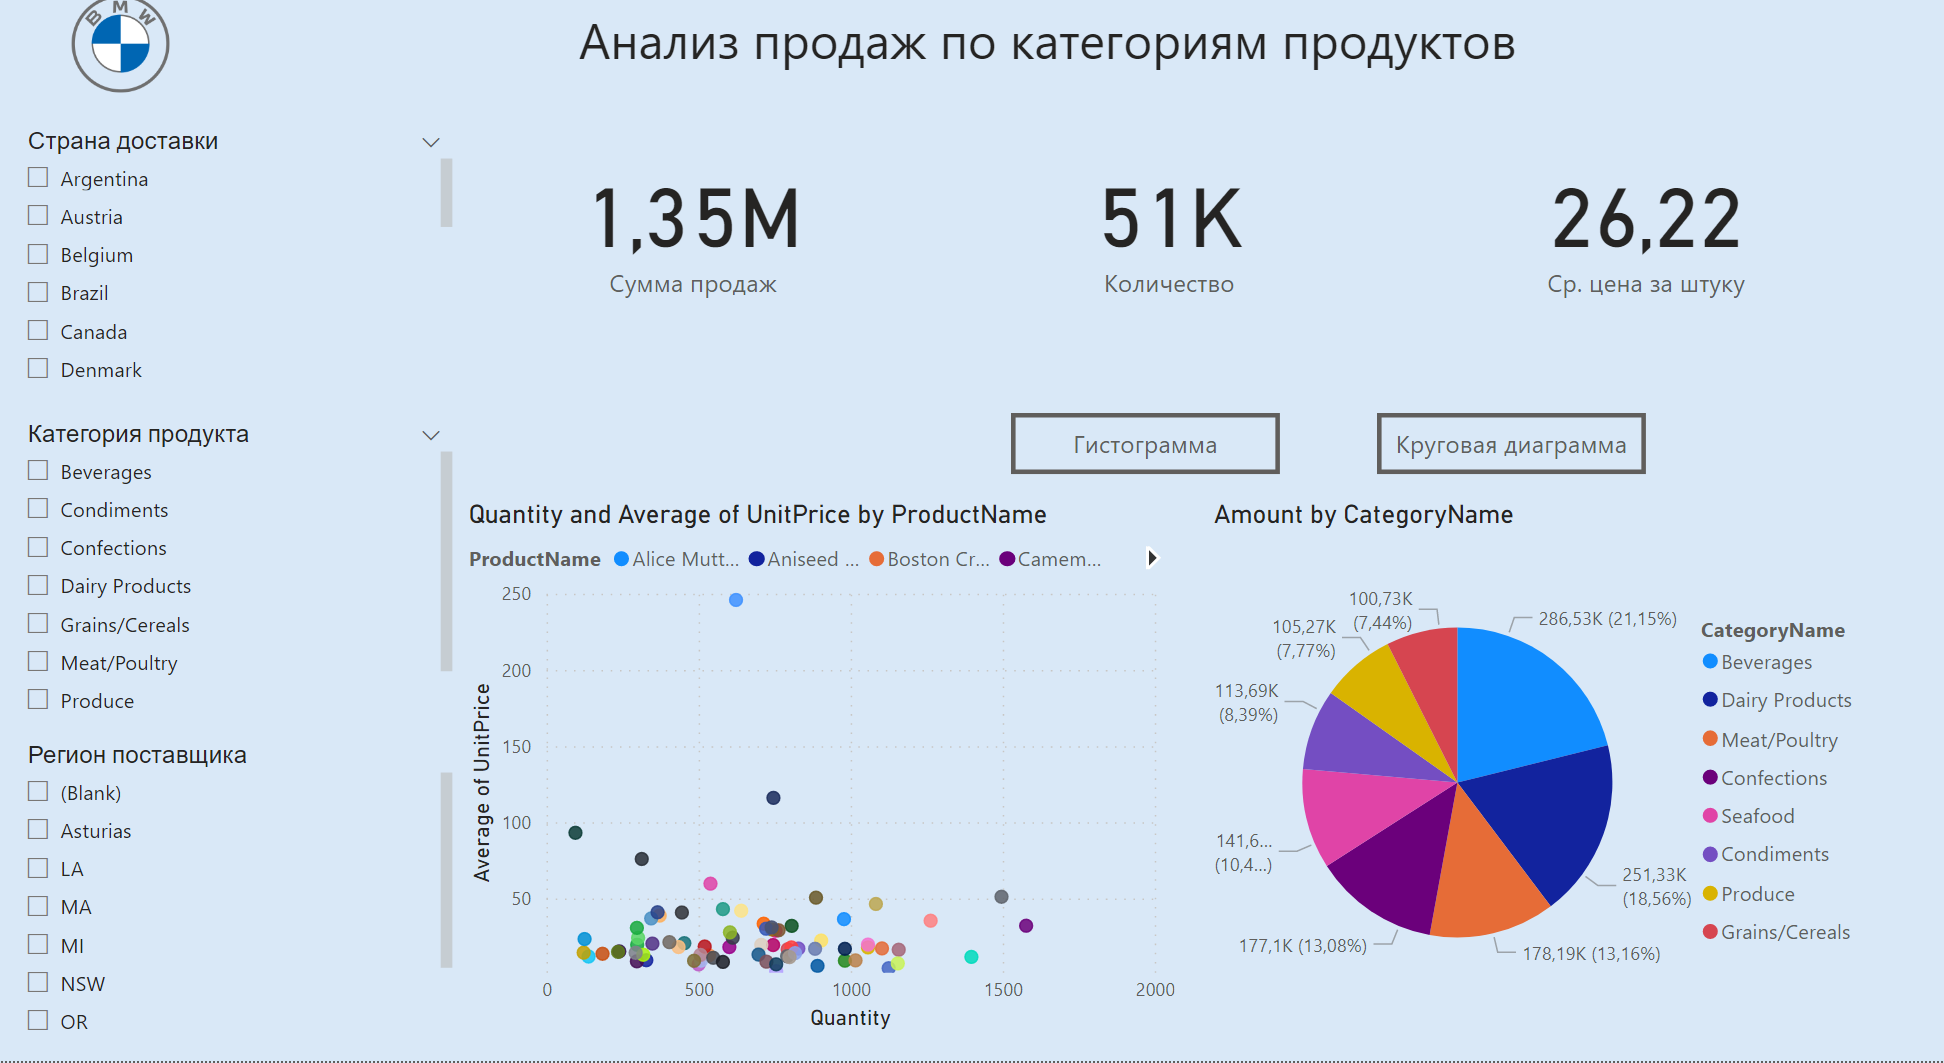 BMW
Анализ продаж по категориям продуктов
Страна доставки
Argentina
Austria
Belgium
Brazil
Canada
Denmark
Категория продукта
Beverages
Condiments
Confections
Dairy Products
Grains/Cereals
Meat/Poultry
Produce
Регион поставщика
(Blank)
Asturias
LA
MA
MI
NSW
OR
1,35M
Сумма продаж
51K
Количество
26,22
Ср. цена за штуку
Гистограмма
Круговая диаграмма
Quantity and Average of UnitPrice by ProductName
ProductName Alice Mutt... Aniseed ... Boston Cr... Camem...
Average of UnitPrice
250
200
150
100
50
0 500 1000 1500 2000
Quantity
Amount by CategoryName
286,53K (21,15%)
251,33K
(18,56%)
178,19K (13,16%)
177,1K (13,08%)
141,6...
(10,4...)
113,69K
(8,39%)
105,27K
(7,77%)
100,73K
(7,44%)
CategoryName
Beverages
Dairy Products
Meat/Poultry
Confections
Seafood
Condiments
Produce
Grains/Cereals